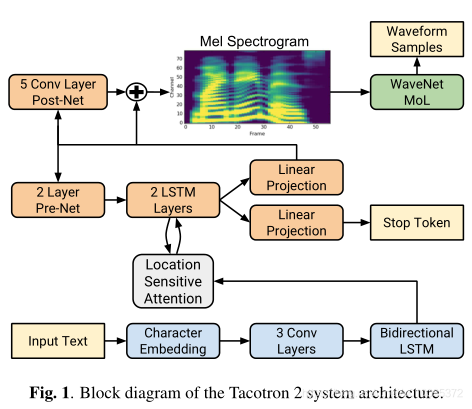 Waveform
Samples
Mel Spectrogram
5 Conv Layer
Post-Net
WaveNet
MoL
Channel
70
60
50
40
30
20
10
0
0
10
20
30
40
50
Frame
2 Layer
Pre-Net
2 LSTM
Layers
Linear
Projection
Linear
Projection
Stop Token
Location
Sensitive
Attention
Input Text
Character
Embedding
3 Conv
Layers
Bidirectional
LSTM
Fig. 1. Block diagram of the Tacotron 2 system architecture.